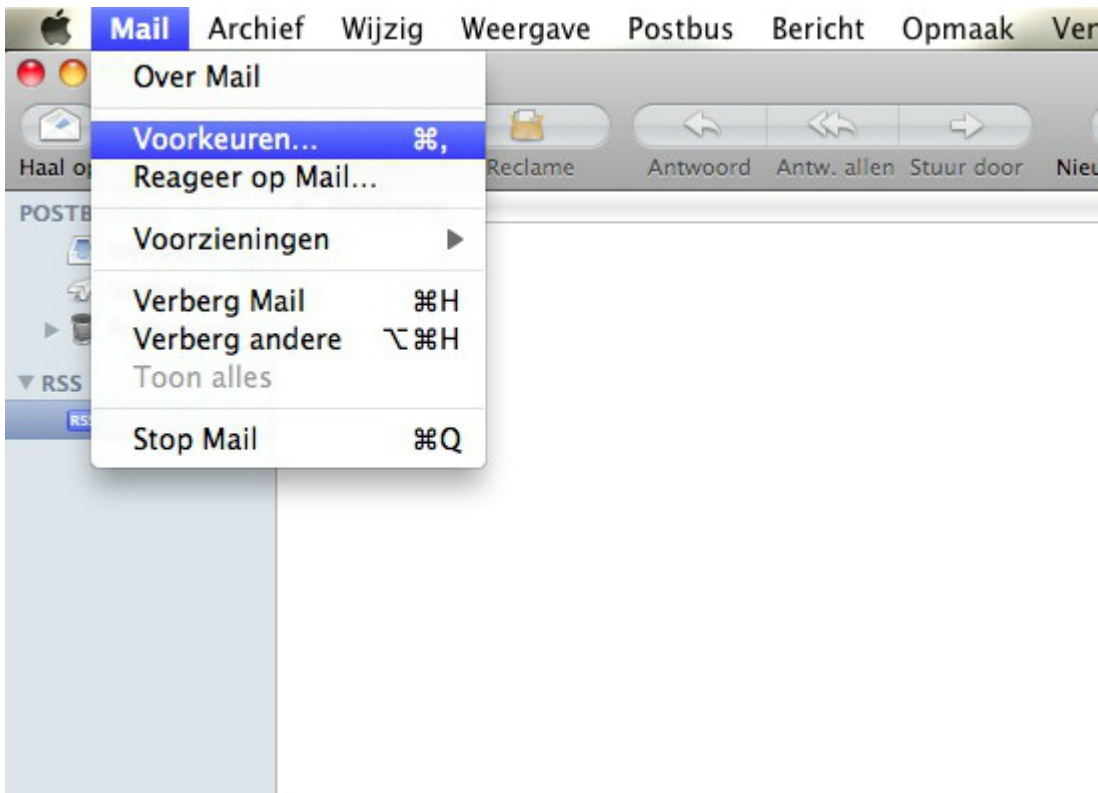 Mail Archief Wijzig Weergave Postbus Bericht Opmaak
Over Mail
Voorkeuren... ⌘,
Reageer op Mail...
Voorzieningen
Verberg Mail ⌘H
Verberg andere ⌥⌘H
Toon alles
Stop Mail ⌘Q
Haal Reclame Antwoord Antw. allen Stuur door
RSS